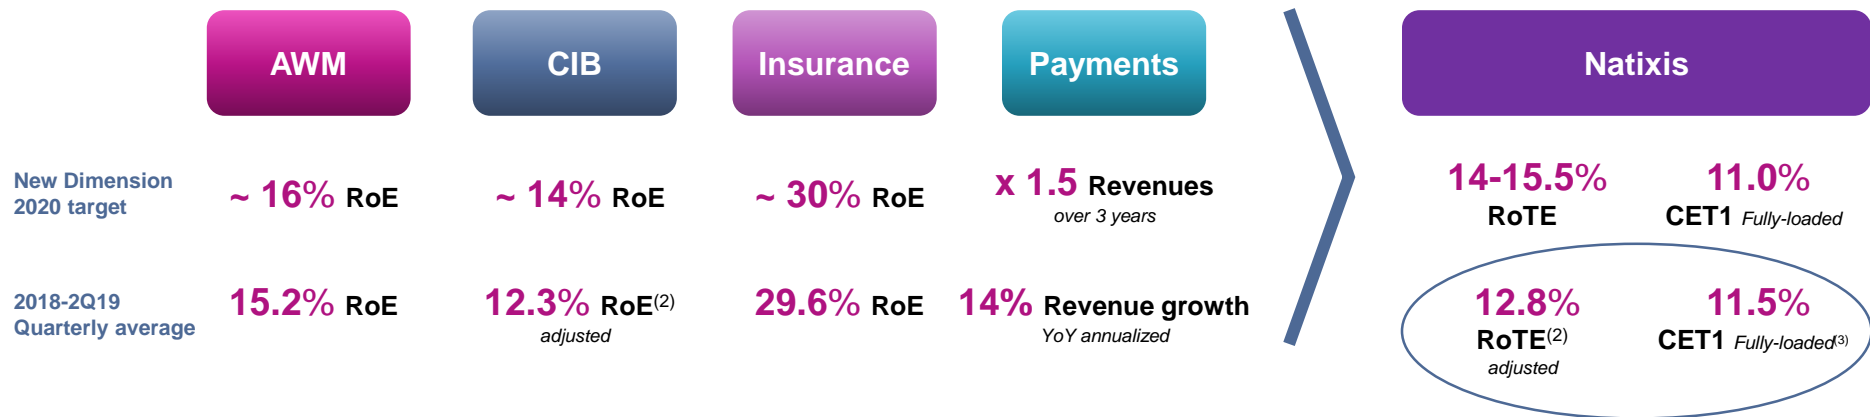 AWM
CIB
Insurance
Payments
Natixis
New Dimension
2020 target
~ 16% RoE
~ 14% RoE
~ 30% RoE
x 1.5 Revenues
over 3 years
14-15.5%
RoTE
11.0%
CET1 Fully-loaded
2018-2Q19
Quarterly average
15.2% RoE
12.3% RoE(2)
adjusted
29.6% RoE
14% Revenue growth
YoY annualized
12.8%
RoTE(2)
adjusted
11.5%
CET1 Fully-loaded(3)